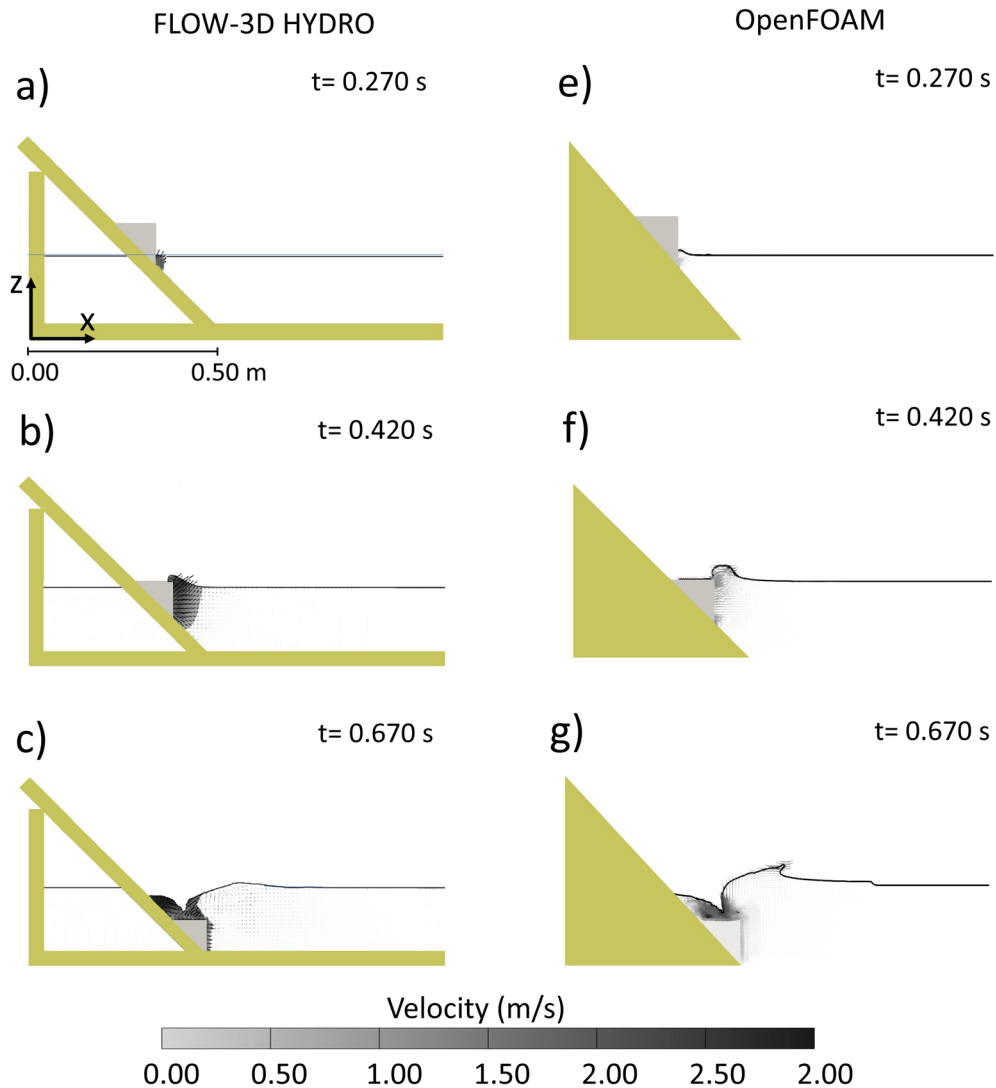 FLOW-3D HYDRO
OpenFOAM
a)
t= 0.270 s
e)
t= 0.270 s
Z
X
0.00
0.50 m
b)
t= 0.420 s
f)
t= 0.420 s
c)
t= 0.670 s
g)
t= 0.670 s
Velocity (m/s)
0.00 0.50 1.00 1.50 2.00 2.50 2.00